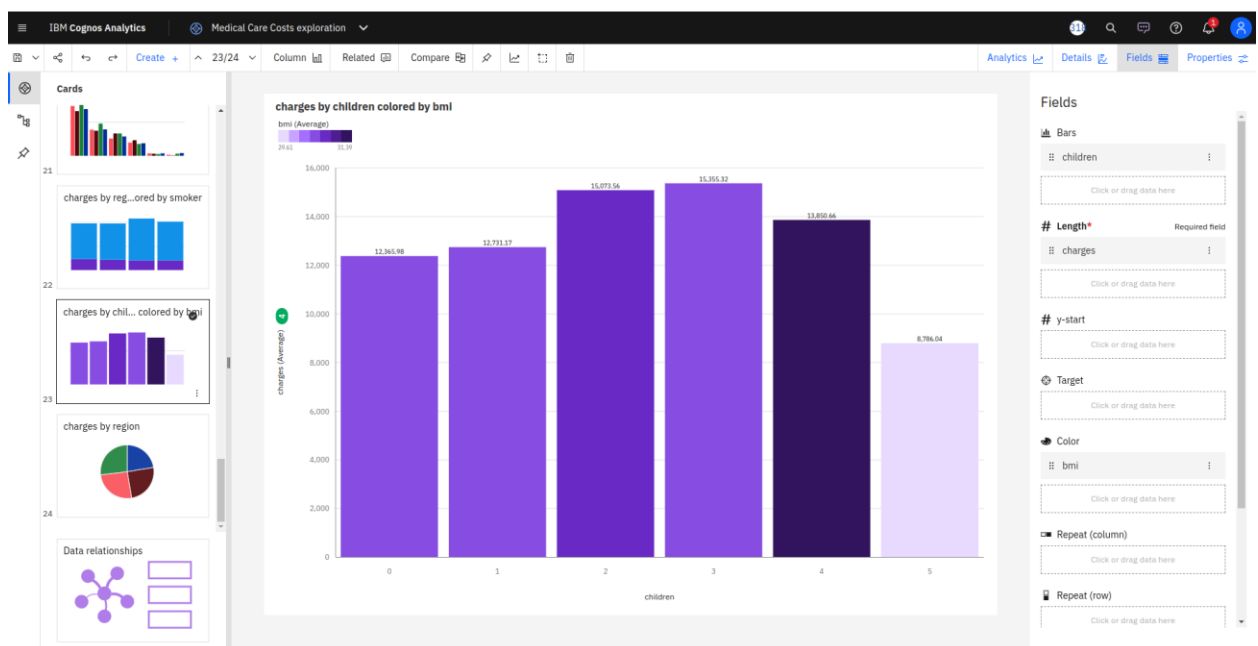 IBM Cognos Analytics
Medical Care Costs exploration
Create +
23/24
Column
Related
Compare
Analytics
Details
Fields
Properties
Cards
21
charges by reg...ored by smoker
22
charges by chil... colored by bmi
23
charges by region
24
Data relationships
charges by children colored by bmi
bmi (Average)
29.61 31.39
16,000
14,000
12,000
10,000
8,000
6,000
4,000
2,000
0
charges (Average)
4
12,365.98
12,731.17
15,073.56
15,355.32
13,850.66
8,786.04
0 1 2 3 4 5
children
Fields
Bars
children
Click or drag data here
# Length* Required field
charges
Click or drag data here
# y-start
Click or drag data here
Target
Click or drag data here
Color
bmi
Click or drag data here
Repeat (column)
Click or drag data here
Repeat (row)
Click or drag data here